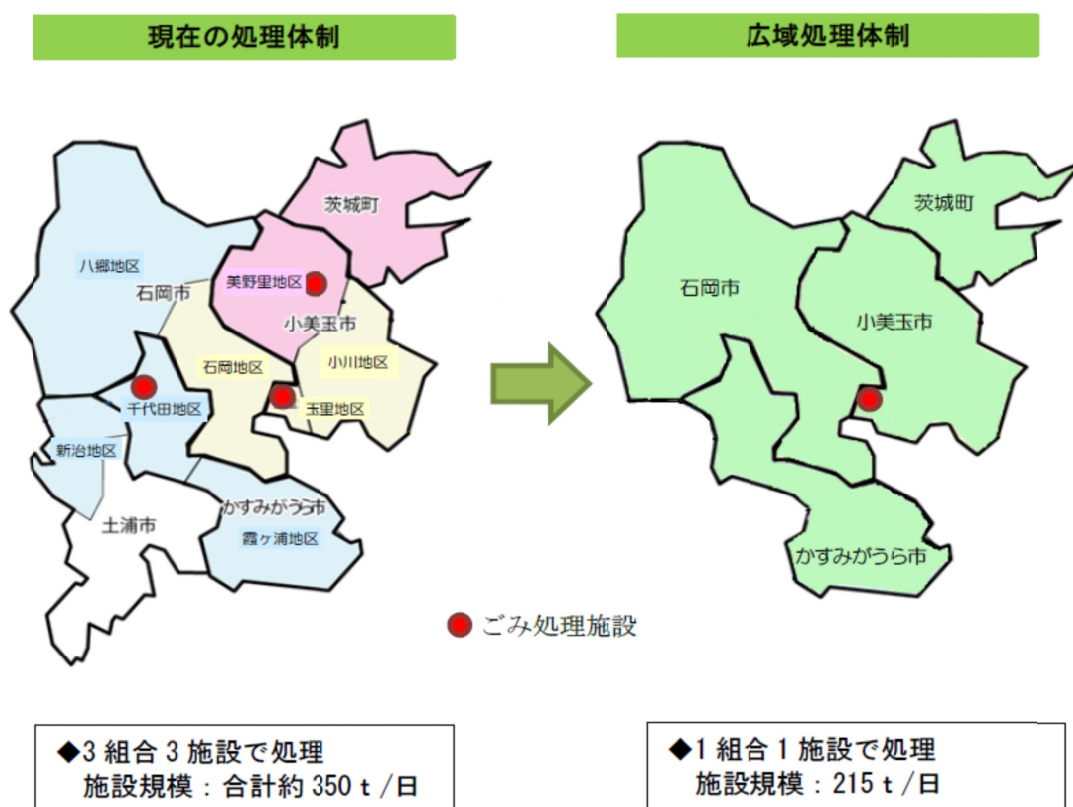 現在の処理体制
広域処理体制
茨城町
八郷地区
美野里地区
石岡市
小美玉市
石岡地区
小川地区
千代田地区
玉里地区
新治地区
かすみがうら市
土浦市
霞ヶ浦地区
茨城町
石岡市
小美玉市
かすみがうら市
ごみ処理施設
◆3組合3施設で処理
施設規模：合計約350ｔ/日
◆1組合1施設で処理
施設規模：215ｔ/日